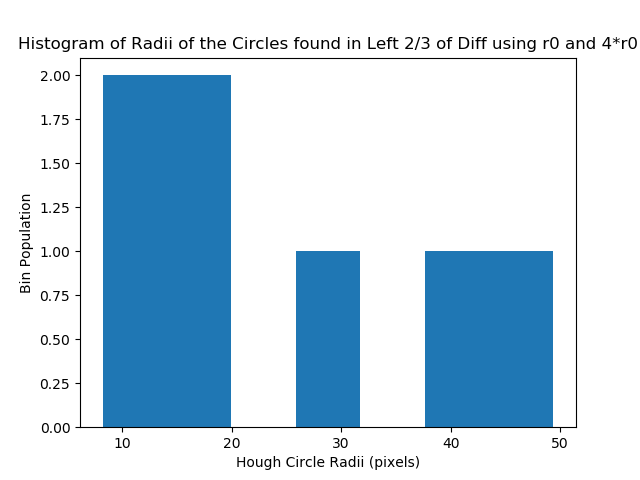 Histogram of Radii of the Circles found in Left 2/3 of Diff using r0 and 4*r0
2.00
1.75
1.50
1.25
1.00
0.75
0.50
0.25
0.00
Bin Population
10 20 30 40 50
Hough Circle Radii (pixels)